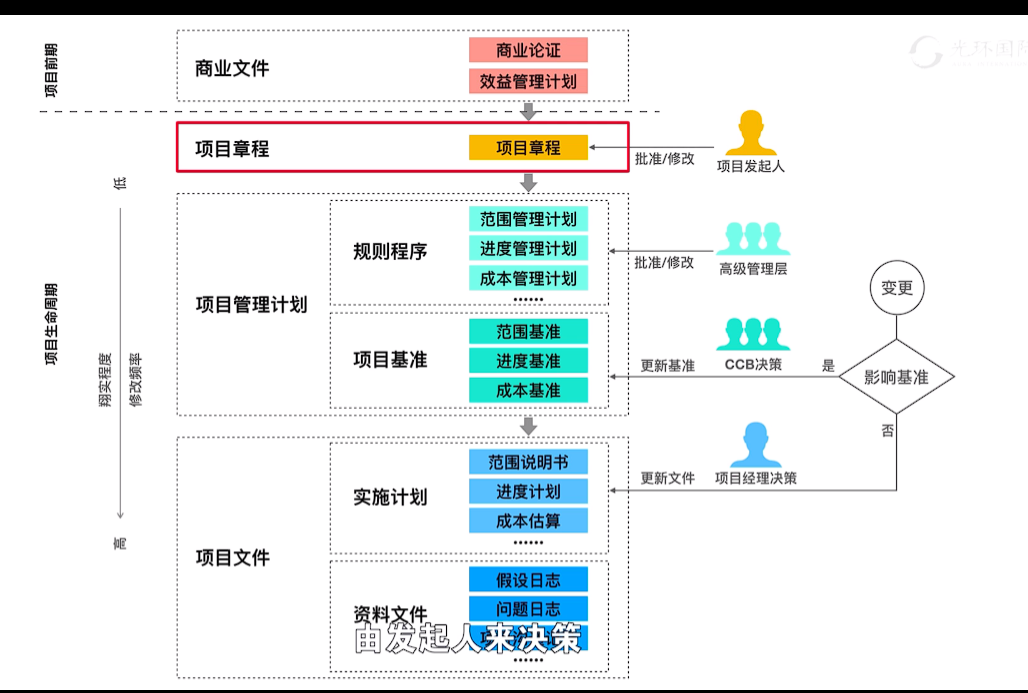 光环国际
项目前期
商业文件
商业论证
效益管理计划
项目章程
项目章程
批准/修改
项目发起人
低
项目生命周期
翔实程度
修改频率
高
项目管理计划
规则程序
范围管理计划
进度管理计划
成本管理计划
......
批准/修改
高级管理层
项目基准
范围基准
进度基准
成本基准
更新基准
CCB决策
是
变更
影响基准
否
项目文件
实施计划
范围说明书
进度计划
成本估算
......
更新文件
项目经理决策
资料文件
假设日志
问题日志
......
由发起人来决策